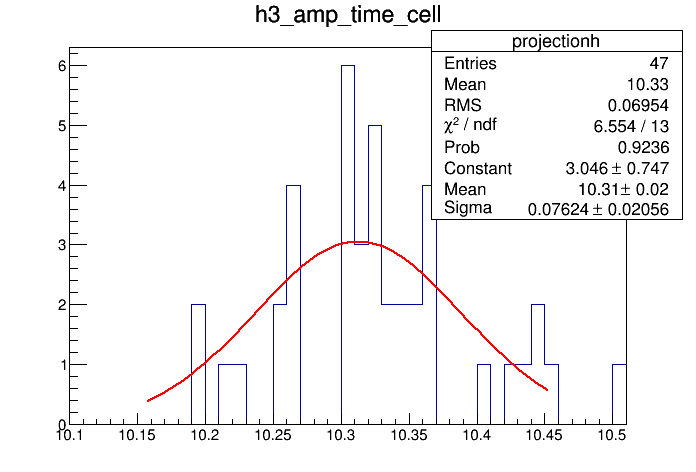 h3_amp_time_cell
projectionh
Entries 47
Mean 10.33
RMS 0.06954
χ² / ndf 6.554 / 13
Prob 0.9236
Constant 3.046 ± 0.747
Mean 10.31 ± 0.02
Sigma 0.07624 ± 0.02056
6
5
4
3
2
1
0
10.1 10.15 10.2 10.25 10.3 10.35 10.4 10.45 10.5